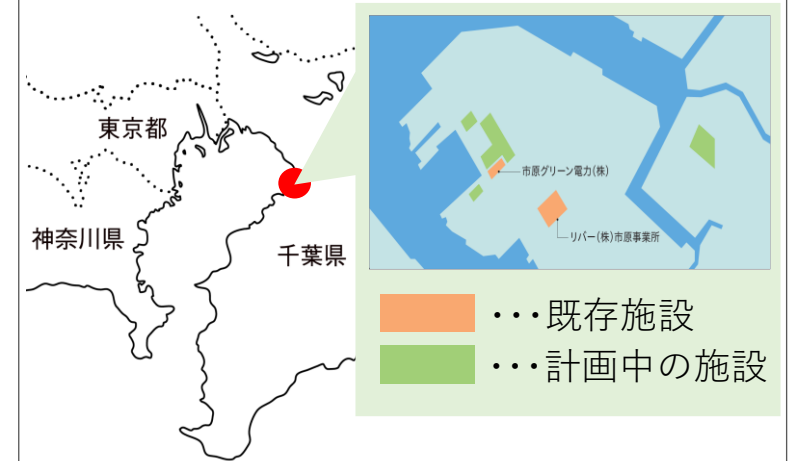 東京都
神奈川県
千葉県
市原グリーン電力(株)
リバー(株)市原事業所
・・・既存施設
・・・計画中の施設